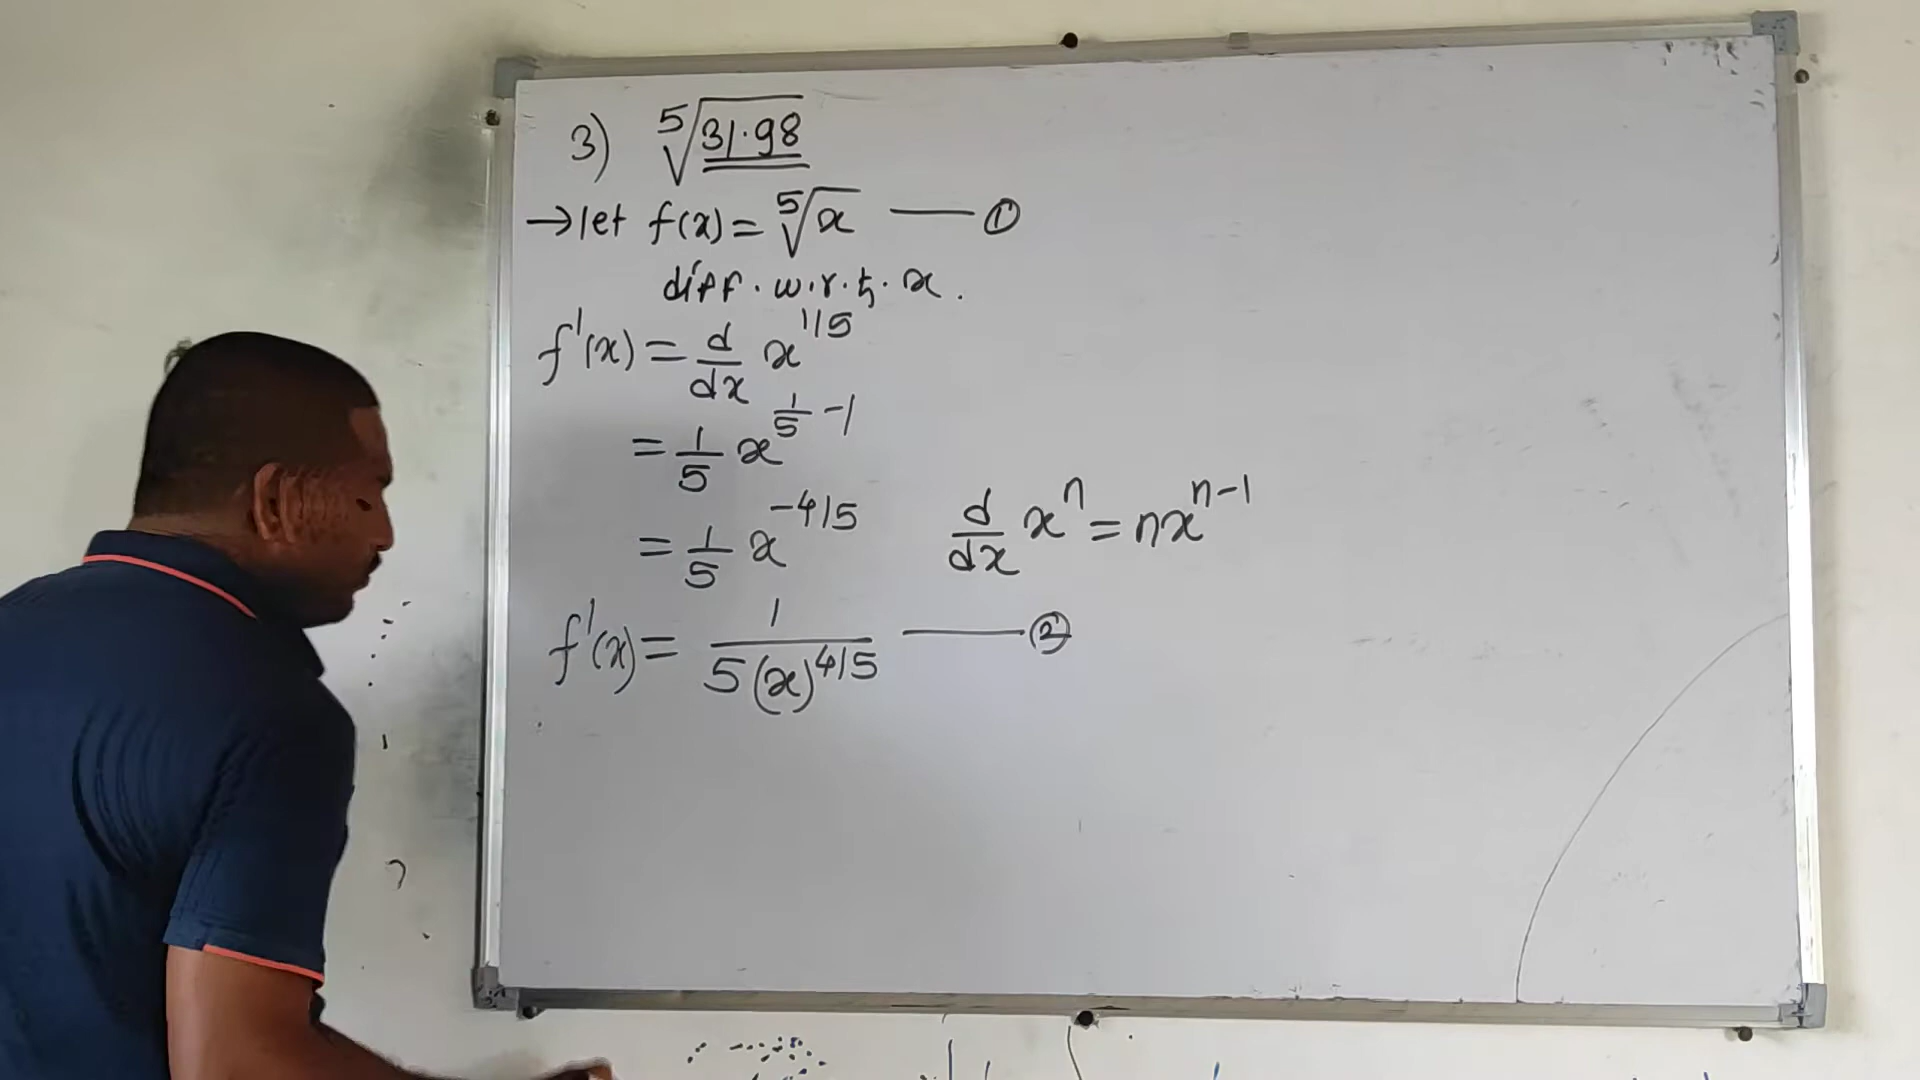 3) ⁵√31.98
→ let f(x) = ⁵√x —— ①
diff. w.r.t. x.
f'(x) = d/dx x^1/5
= 1/5 x^(1/5 - 1)
= 1/5 x^-4/5
d/dx x^n = nx^(n-1)
f'(x) = 1/5(x)^4/5 —— ②